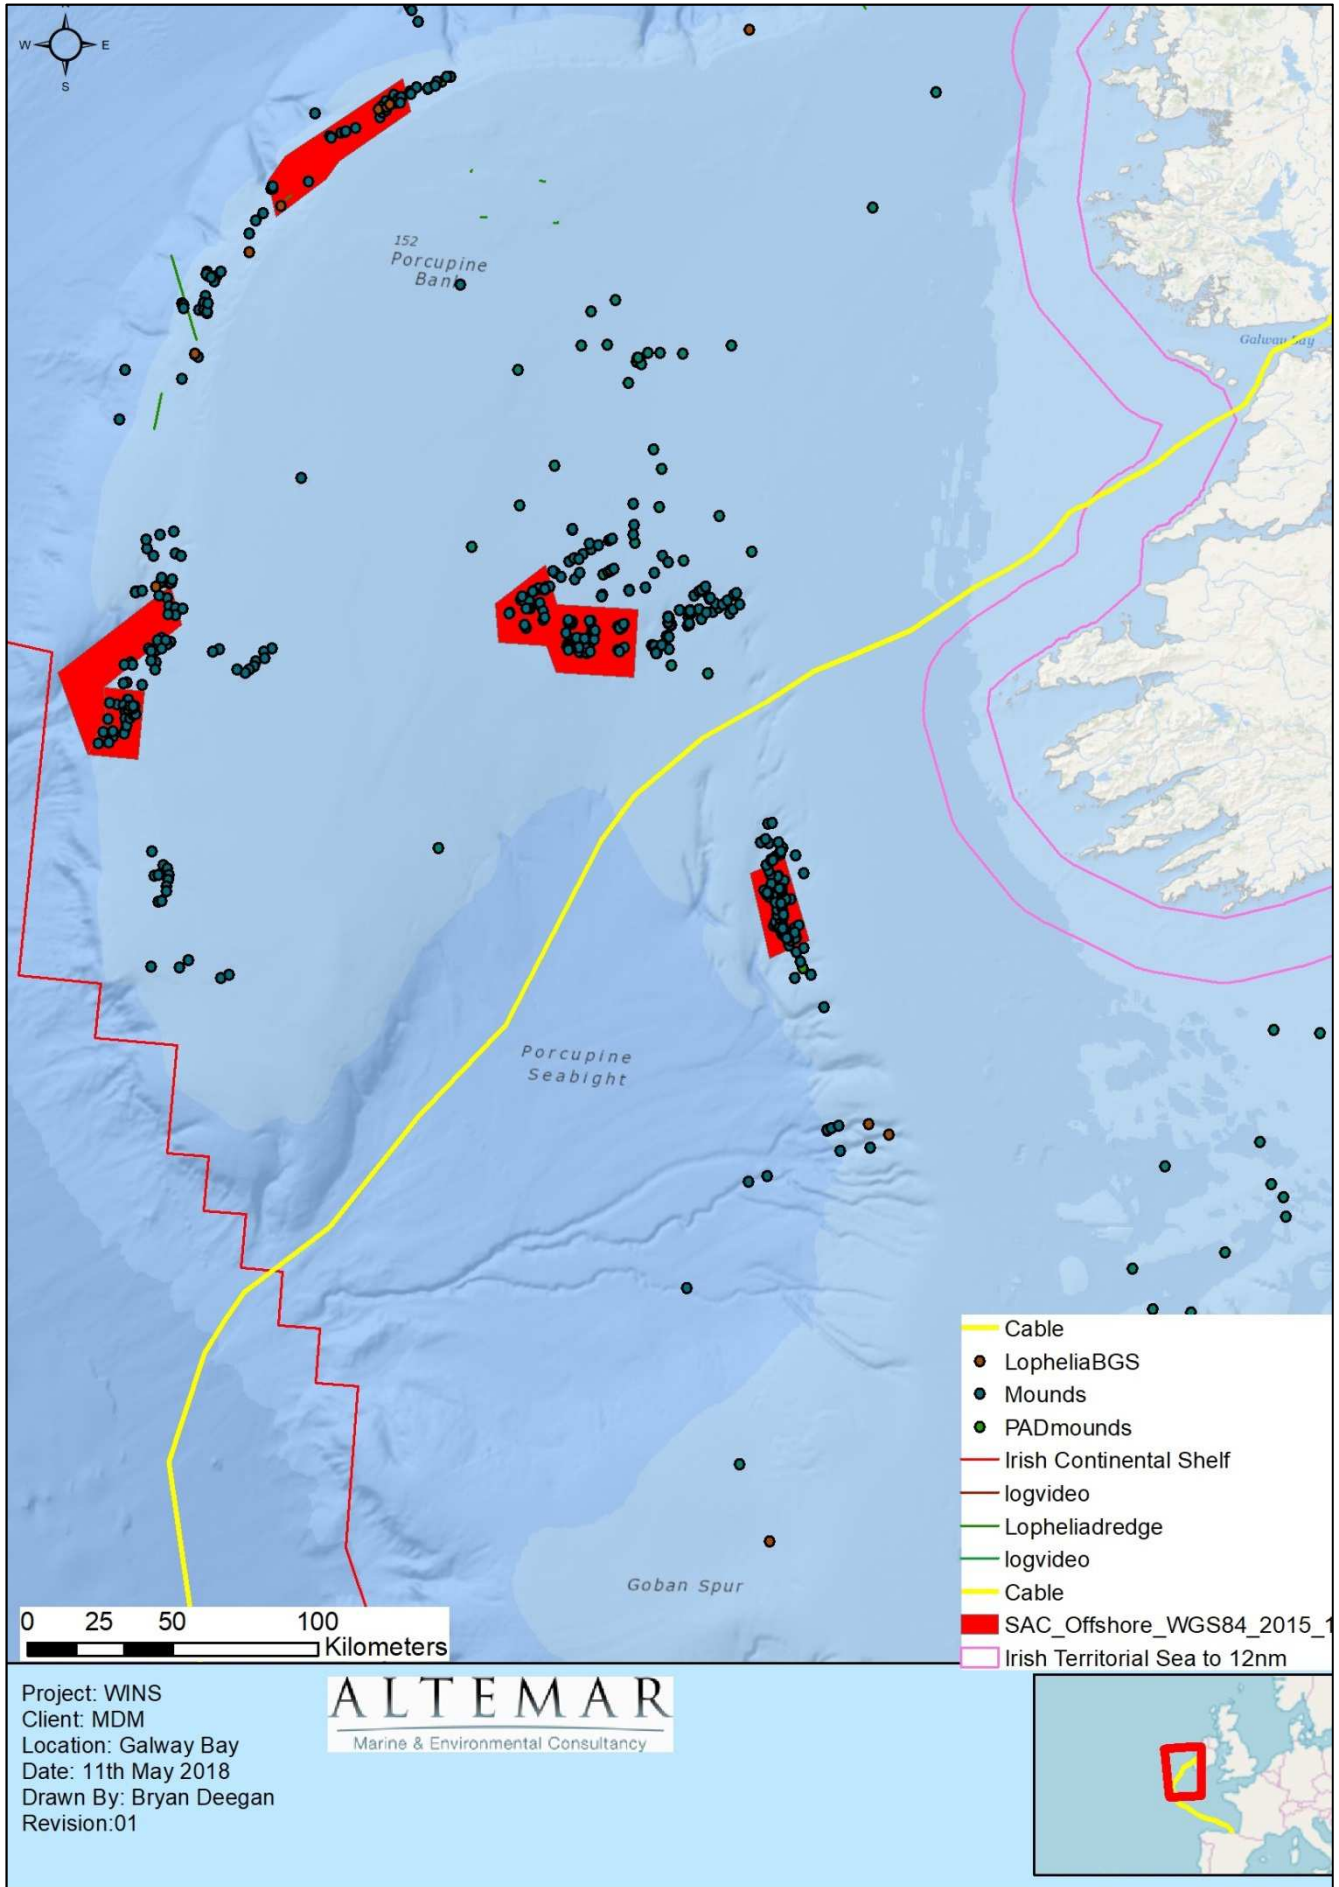 W
E
S
152
Porcupine
Bank
Galway Bay
Porcupine
Seabight
Goban Spur
Cable
LopheliaBGS
Mounds
PADmounds
Irish Continental Shelf
logvideo
Lopheliadredge
logvideo
Cable
SAC_Offshore_WGS84_2015_1
Irish Territorial Sea to 12nm
0 25 50 100
Kilometers
Project: WINS
Client: MDM
Location: Galway Bay
Date: 11th May 2018
Drawn By: Bryan Deegan
Revision:01
ALTEMAR
Marine & Environmental Consultancy